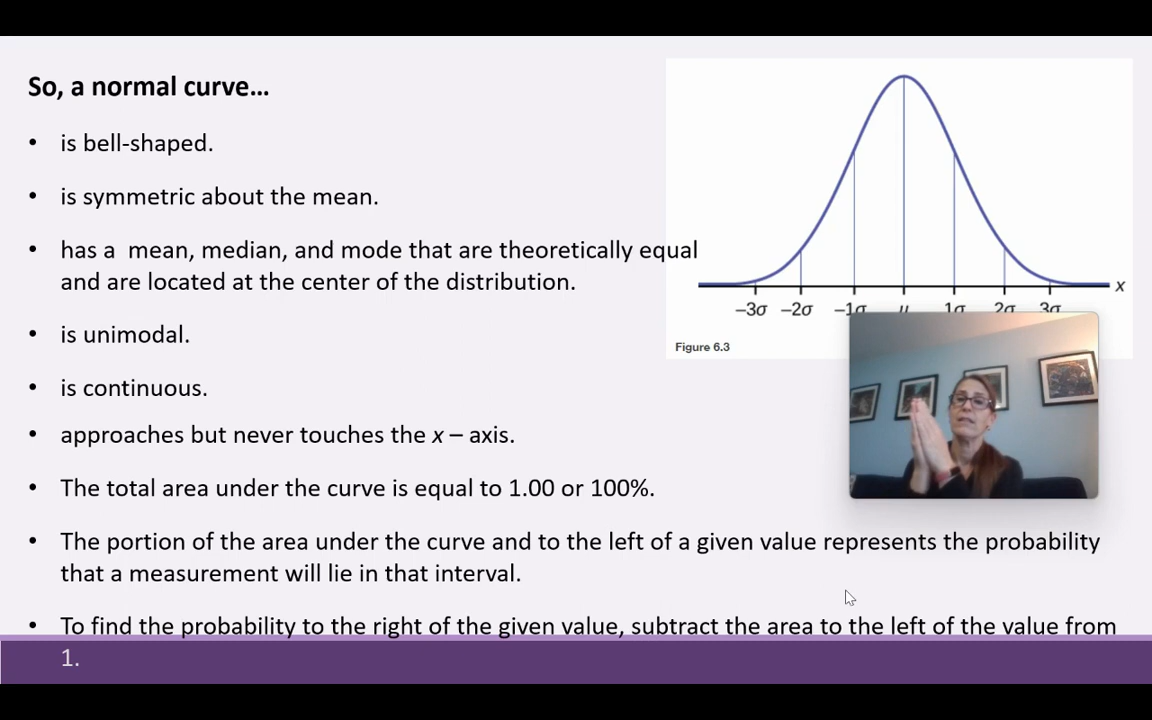 So, a normal curve...
• is bell-shaped.
• is symmetric about the mean.
• has a  mean, median, and mode that are theoretically equal
and are located at the center of the distribution.
• is unimodal.
• is continuous.
• approaches but never touches the x – axis.
• The total area under the curve is equal to 1.00 or 100%.
• The portion of the area under the curve and to the left of a given value represents the probability
that a measurement will lie in that interval.
• To find the probability to the right of the given value, subtract the area to the left of the value from
1.
x
−3σ −2σ −1σ μ 1σ 2σ 3σ
Figure 6.3